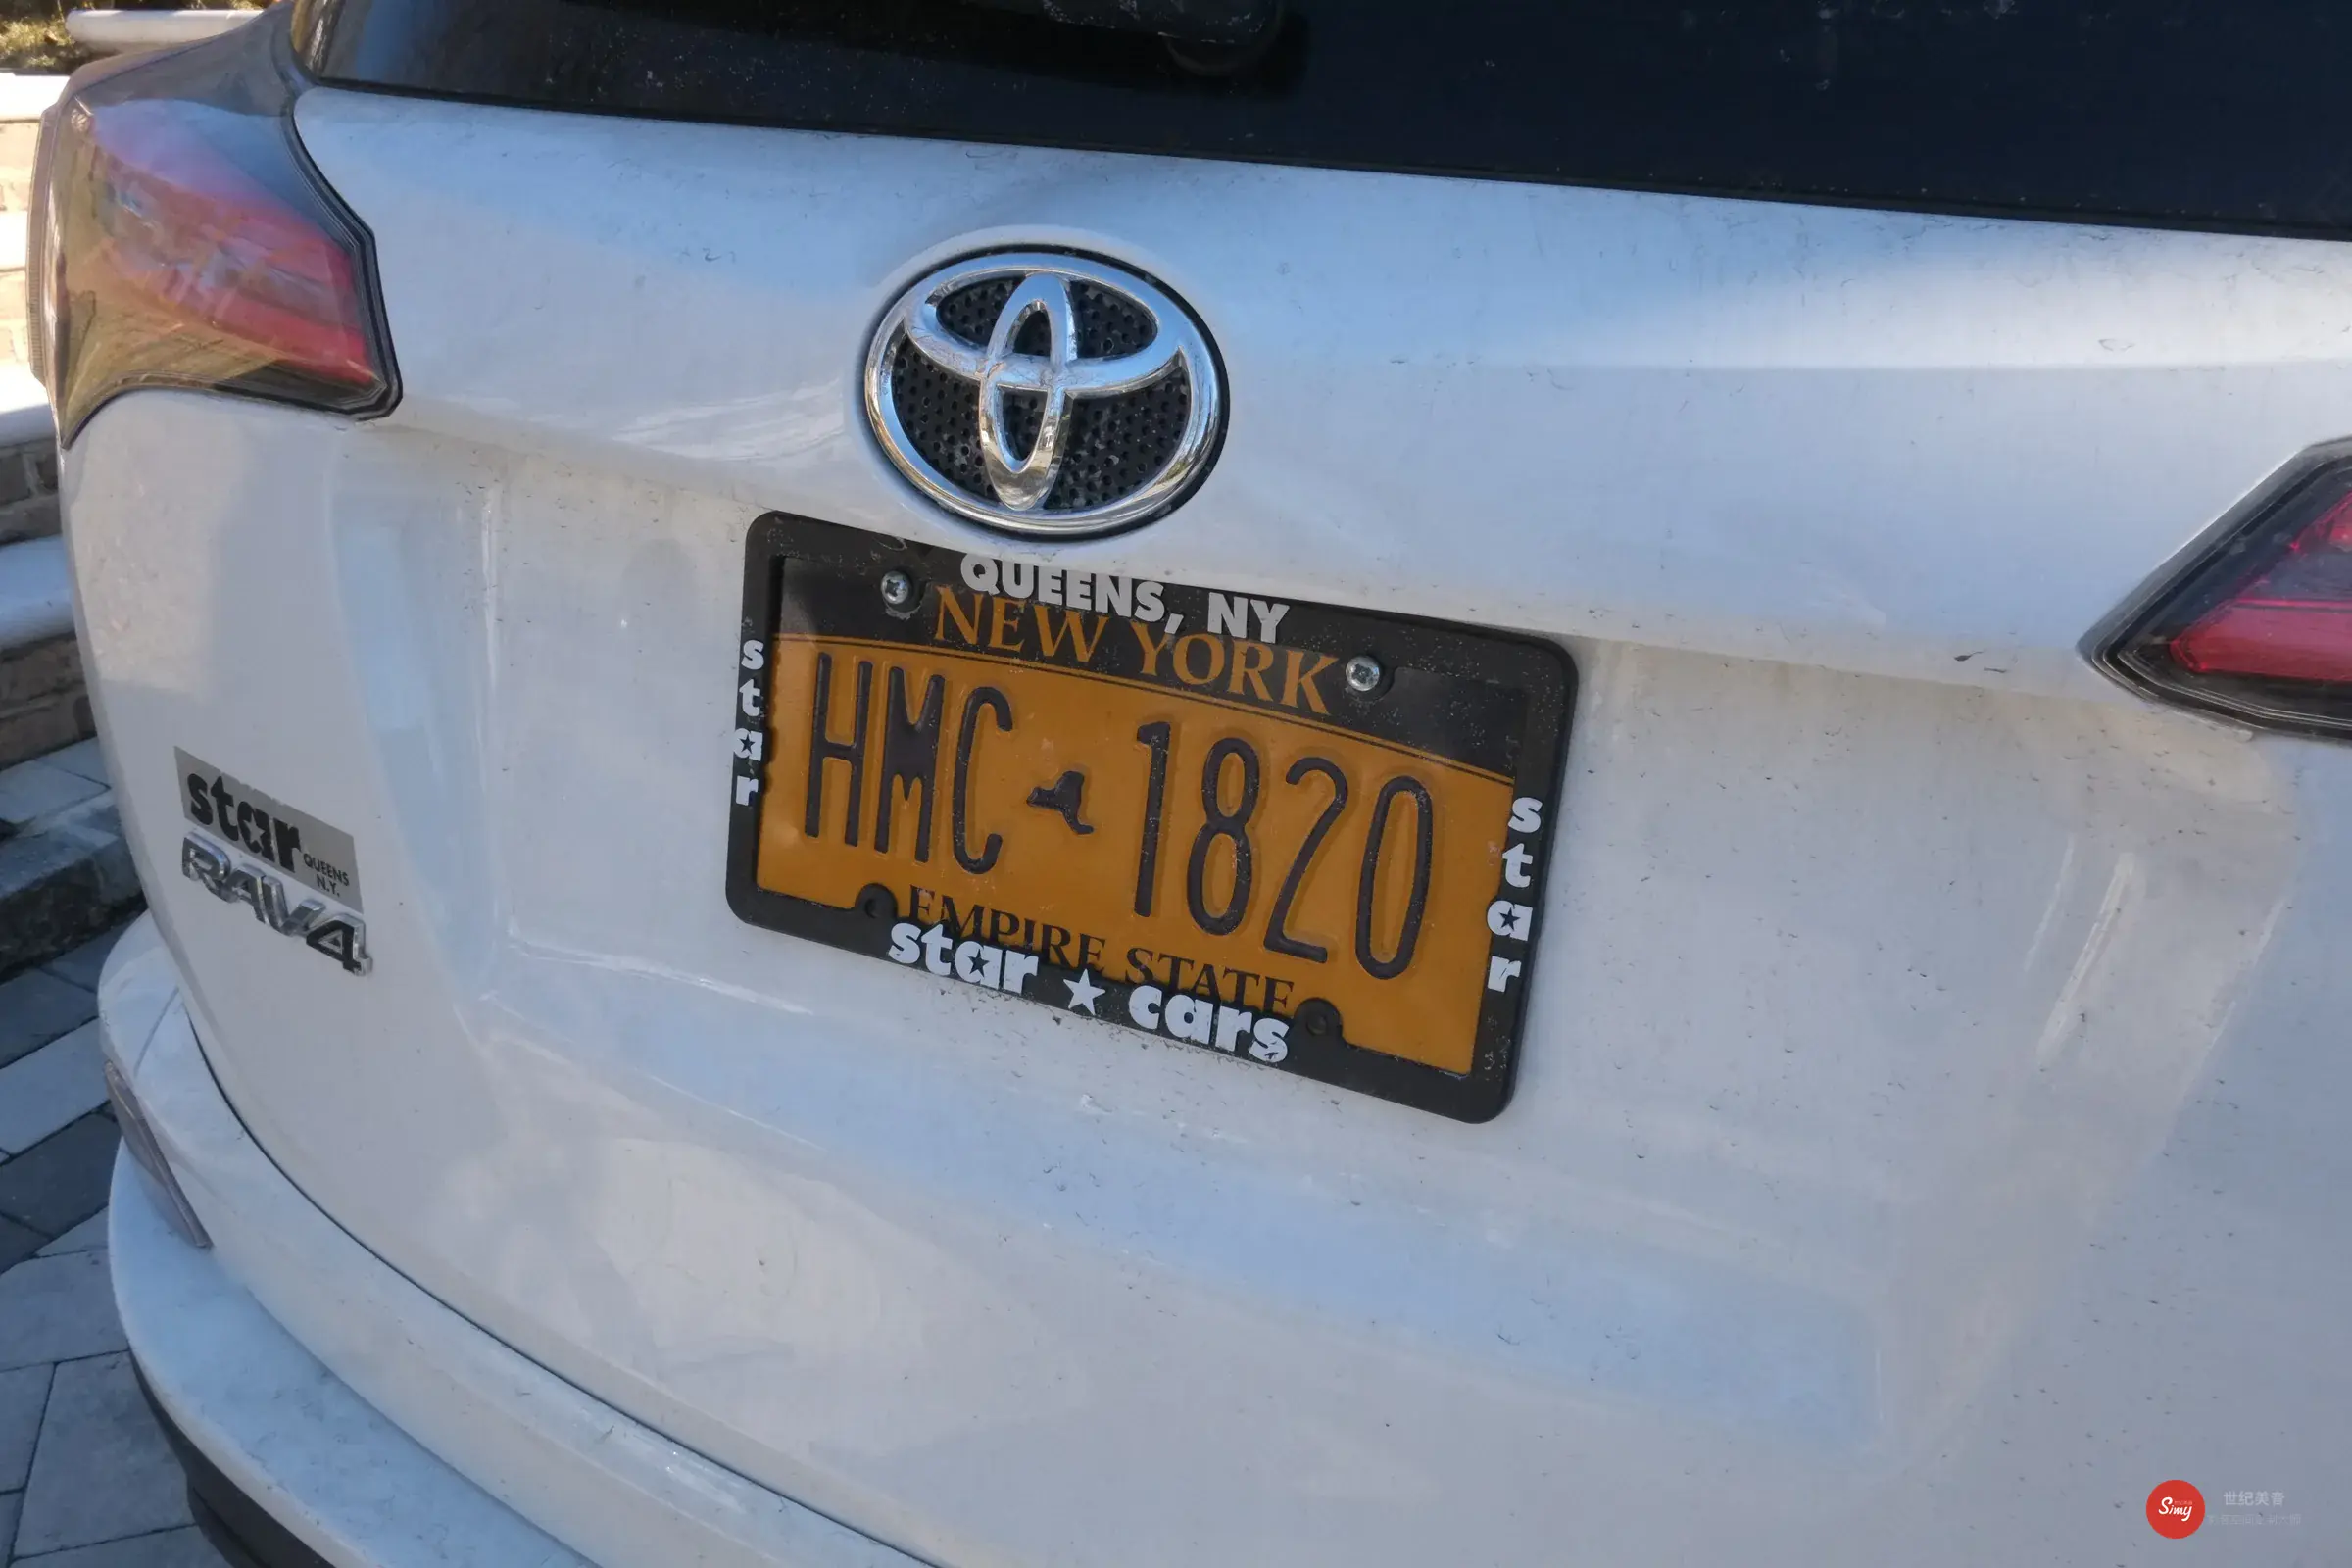 QUEENS, NY
NEW YORK
star
HMC 1820
star
EMPIRE STATE
star ★ cars
star QUEENS
N.Y.
RAV4
Simy
世纪美音